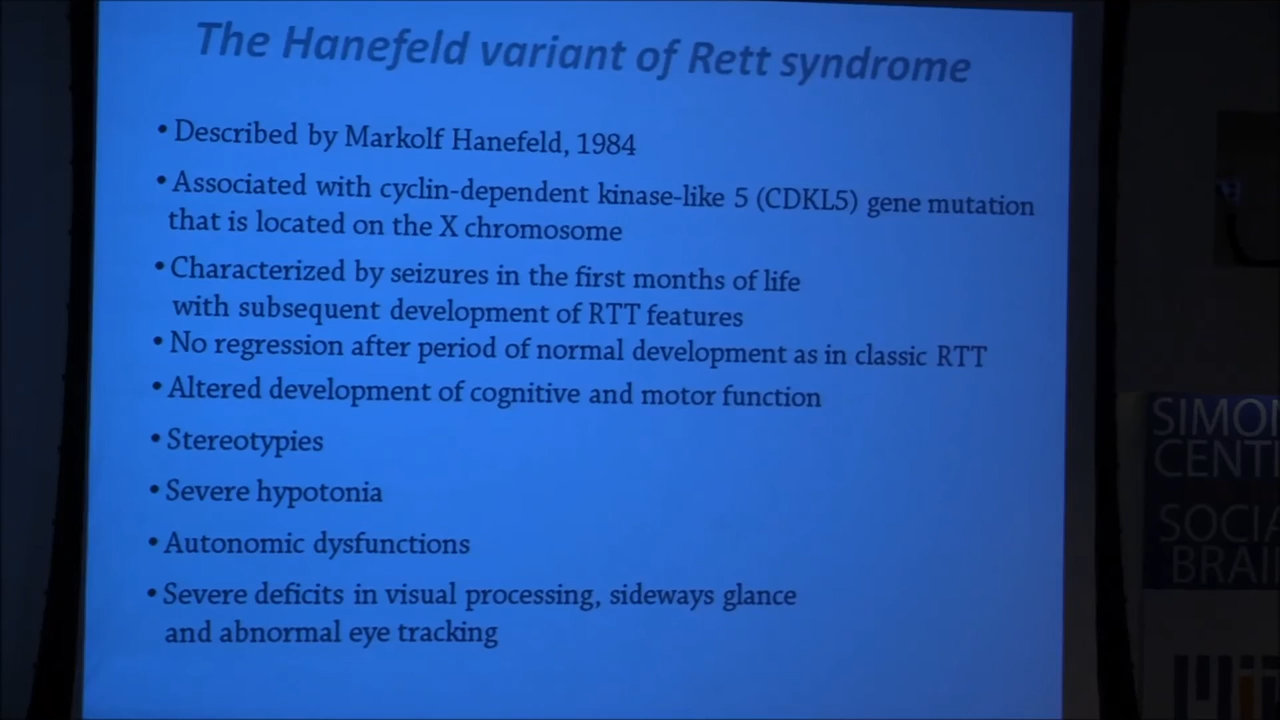 The Hanefeld variant of Rett syndrome
• Described by Markolf Hanefeld, 1984
• Associated with cyclin-dependent kinase-like 5 (CDKL5) gene mutation
that is located on the X chromosome
• Characterized by seizures in the first months of life
with subsequent development of RTT features
• No regression after period of normal development as in classic RTT
• Altered development of cognitive and motor function
• Stereotypies
• Severe hypotonia
• Autonomic dysfunctions
• Severe deficits in visual processing, sideways glance
and abnormal eye tracking
SIMON
CENT
SOCIA
BRAI